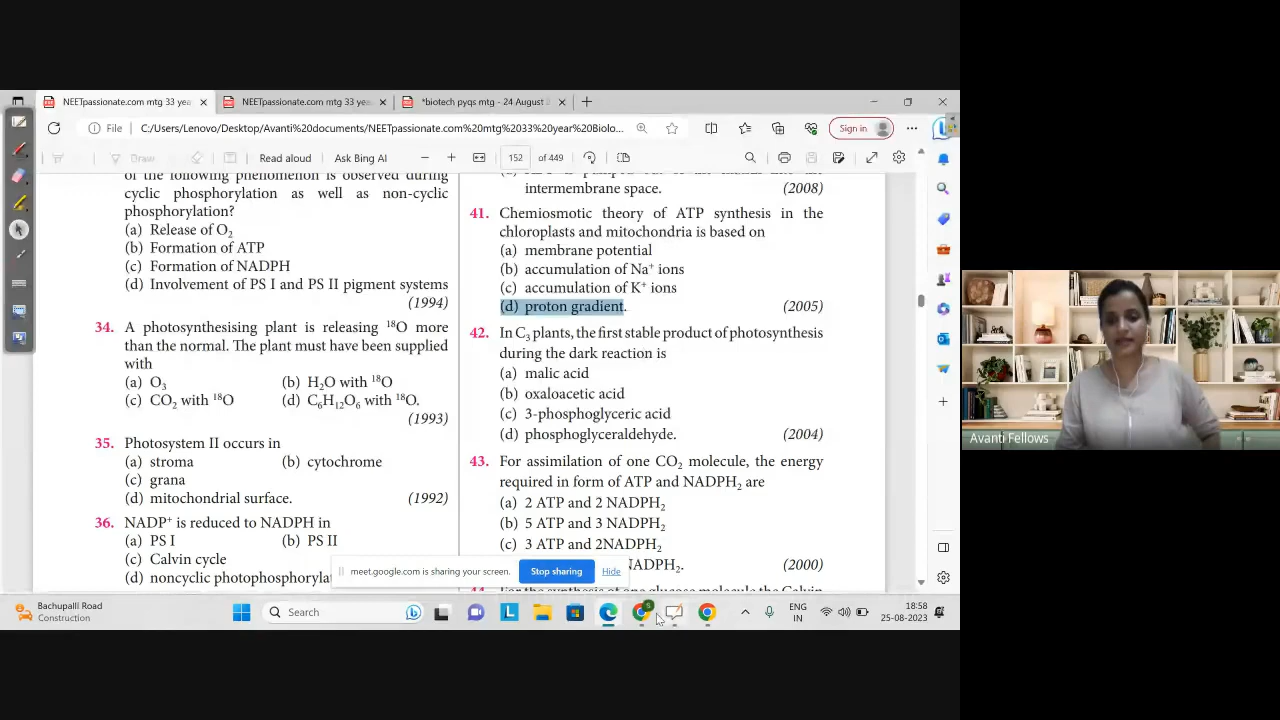 NEETpassionate.com mtg 33 yea
NEETpassionate.com mtg 33 yea
*biotech pyqs mtg - 24 August 2
File
C:/Users/Lenovo/Desktop/Avanti%20documents/NEETpassionate.com%20mtg%2033%20year%20Biolo...
Sign in
Draw
Read aloud
Ask Bing AI
152 of 449
of the following phenomenon is observed during
cyclic phosphorylation as well as non-cyclic
phosphorylation?
(a) Release of O₂
(b) Formation of ATP
(c) Formation of NADPH
(d) Involvement of PS I and PS II pigment systems
(1994)
34. A photosynthesising plant is releasing ¹⁸O more
than the normal. The plant must have been supplied
with
(a) O₃ (b) H₂O with ¹⁸O
(c) CO₂ with ¹⁸O (d) C₆H₁₂O₆ with ¹⁸O.
(1993)
35. Photosystem II occurs in
(a) stroma (b) cytochrome
(c) grana
(d) mitochondrial surface. (1992)
36. NADP⁺ is reduced to NADPH in
(a) PS I (b) PS II
(c) Calvin cycle
(d) noncyclic photophosphoryla
intermembrane space. (2008)
41. Chemiosmotic theory of ATP synthesis in the
chloroplasts and mitochondria is based on
(a) membrane potential
(b) accumulation of Na⁺ ions
(c) accumulation of K⁺ ions
(d) proton gradient. (2005)
42. In C₃ plants, the first stable product of photosynthesis
during the dark reaction is
(a) malic acid
(b) oxaloacetic acid
(c) 3-phosphoglyceric acid
(d) phosphoglyceraldehyde. (2004)
43. For assimilation of one CO₂ molecule, the energy
required in form of ATP and NADPH₂ are
(a) 2 ATP and 2 NADPH₂
(b) 5 ATP and 3 NADPH₂
(c) 3 ATP and 2NADPH₂
NADPH₂. (2000)
meet.google.com is sharing your screen.
Stop sharing
Hide
Avanti Fellows
Bachupalli Road
Construction
Search
ENG
IN
18:58
25-08-2023